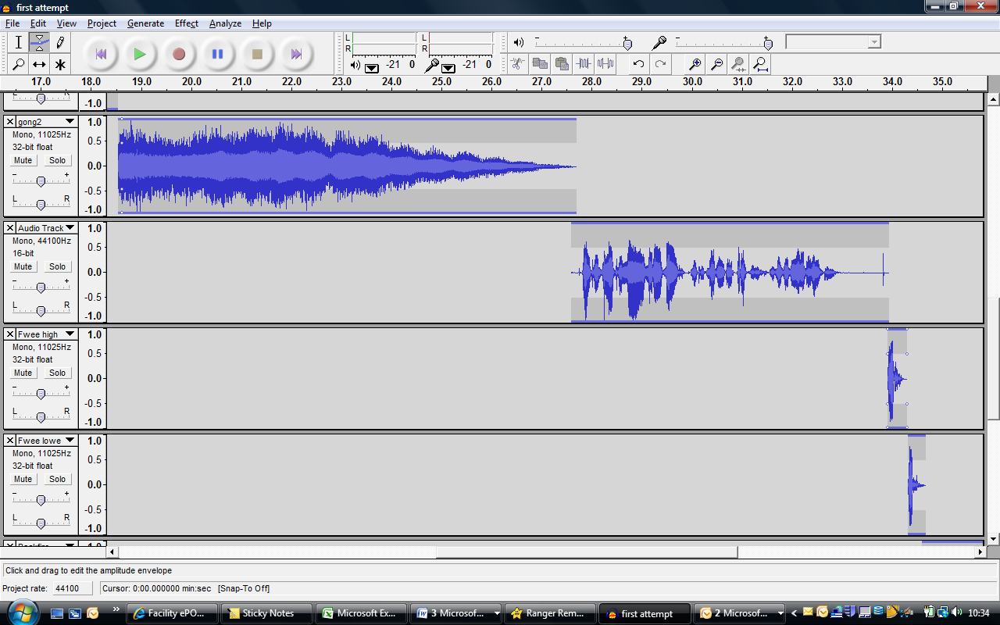 first attempt
File Edit View Project Generate Effect Analyze Help
L L
R R
-21 0 -21 0
17.0 18.0 19.0 20.0 21.0 22.0 23.0 24.0 25.0 26.0 27.0 28.0 29.0 30.0 31.0 32.0 33.0 34.0 35.0
L R -1.0
gong2 1.0
Mono, 11025Hz
32-bit float 0.5
Mute Solo 0.0
- +
-0.5
L R
-1.0
Audio Track 1.0
Mono, 44100Hz
16-bit 0.5
Mute Solo 0.0
- +
-0.5
L R
-1.0
Fwee high 1.0
Mono, 11025Hz
32-bit float 0.5
Mute Solo 0.0
- +
-0.5
L R
-1.0
Fwee lowe 1.0
Mono, 11025Hz
32-bit float 0.5
Mute Solo 0.0
- +
-0.5
L R
-1.0
Backfire 1.0
Click and drag to edit the amplitude envelope
Project rate: 44100 Cursor: 0:00.000000 min:sec [Snap-To Off]
» Facility ePO... Sticky Notes Microsoft Ex... 3 Microsof... Ranger Rem... first attempt 2 Microsof... < 10:34